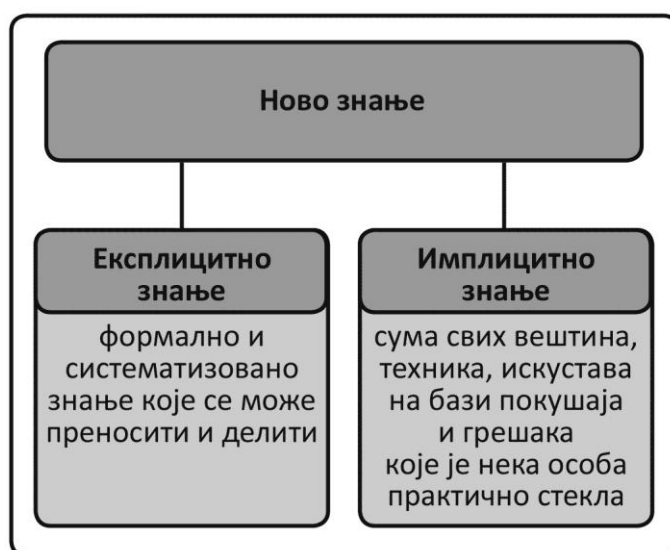 Ново знање
Експлицитно
знање
формално и
систематизовано
знање које се може
преносити и делити
Имплицитно
знање
сума свих вештина,
техника, искустава
на бази покушаја
и грешака
које је нека особа
практично стекла